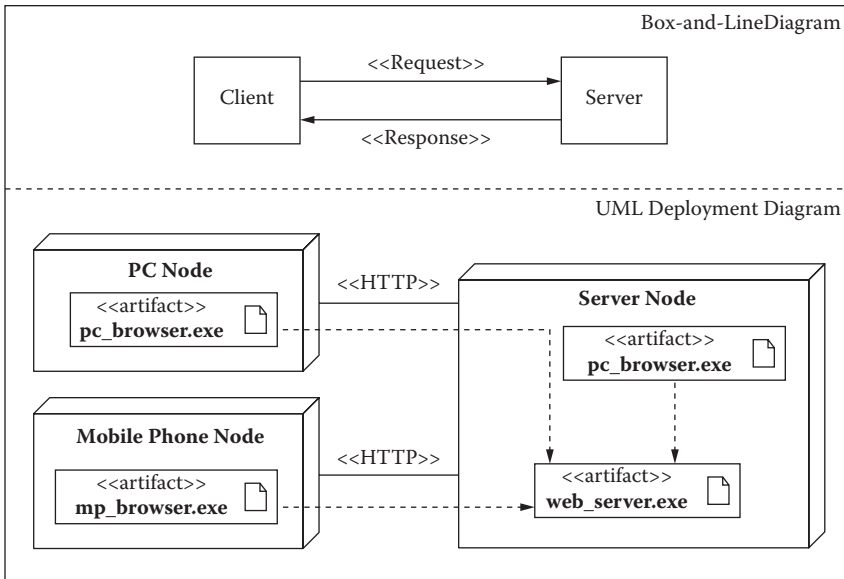 Box-and-LineDiagram
<<Request>>
Client
Server
<<Response>>
UML Deployment Diagram
PC Node
<<artifact>>
pc_browser.exe
<<HTTP>>
Server Node
<<artifact>>
pc_browser.exe
Mobile Phone Node
<<artifact>>
mp_browser.exe
<<HTTP>>
<<artifact>>
web_server.exe